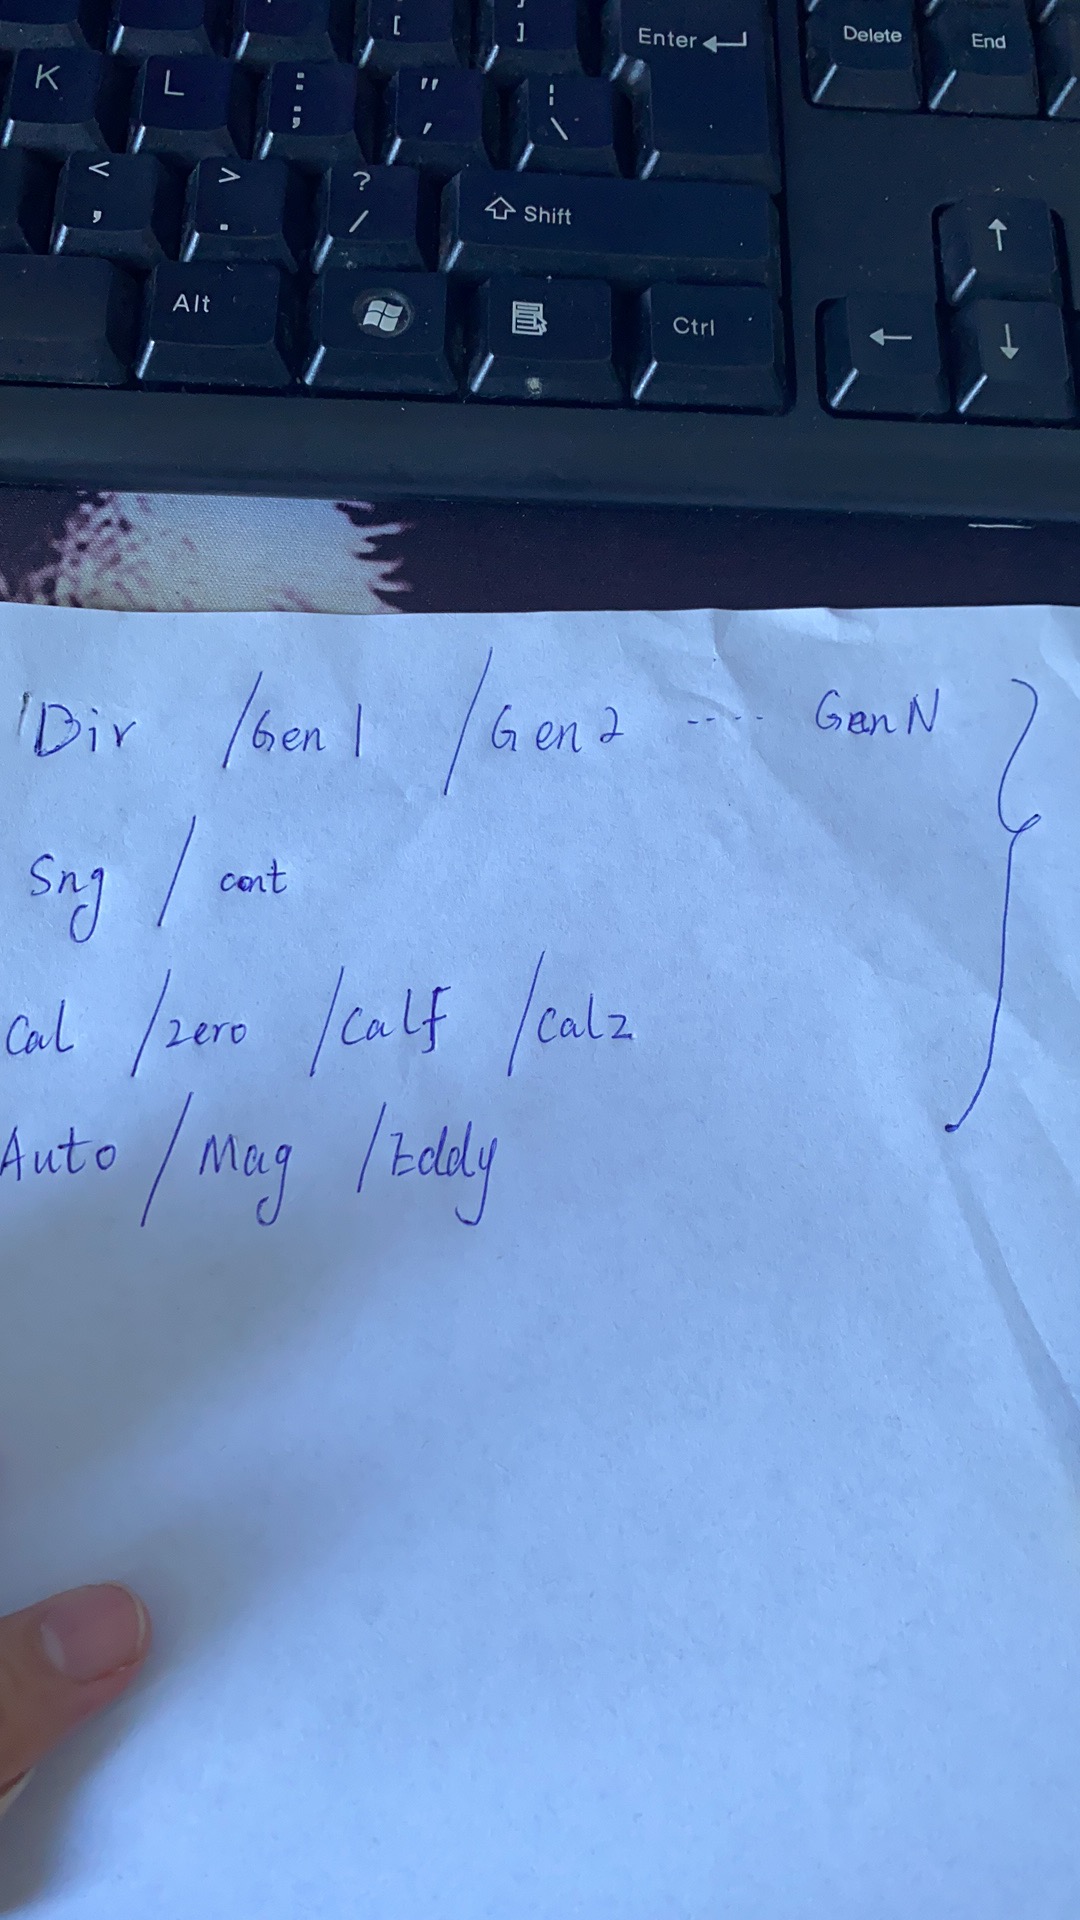 [ ]
Enter Delete End
K L : ; " ' ¦ \
< , > . ? / Shift ↑
Alt Ctrl ← ↓
Dir /Gen 1 /Gen 2 ---- GenN
Sng / cont
Cal /zero /Calf /Calz
Auto / Mag /Eddy